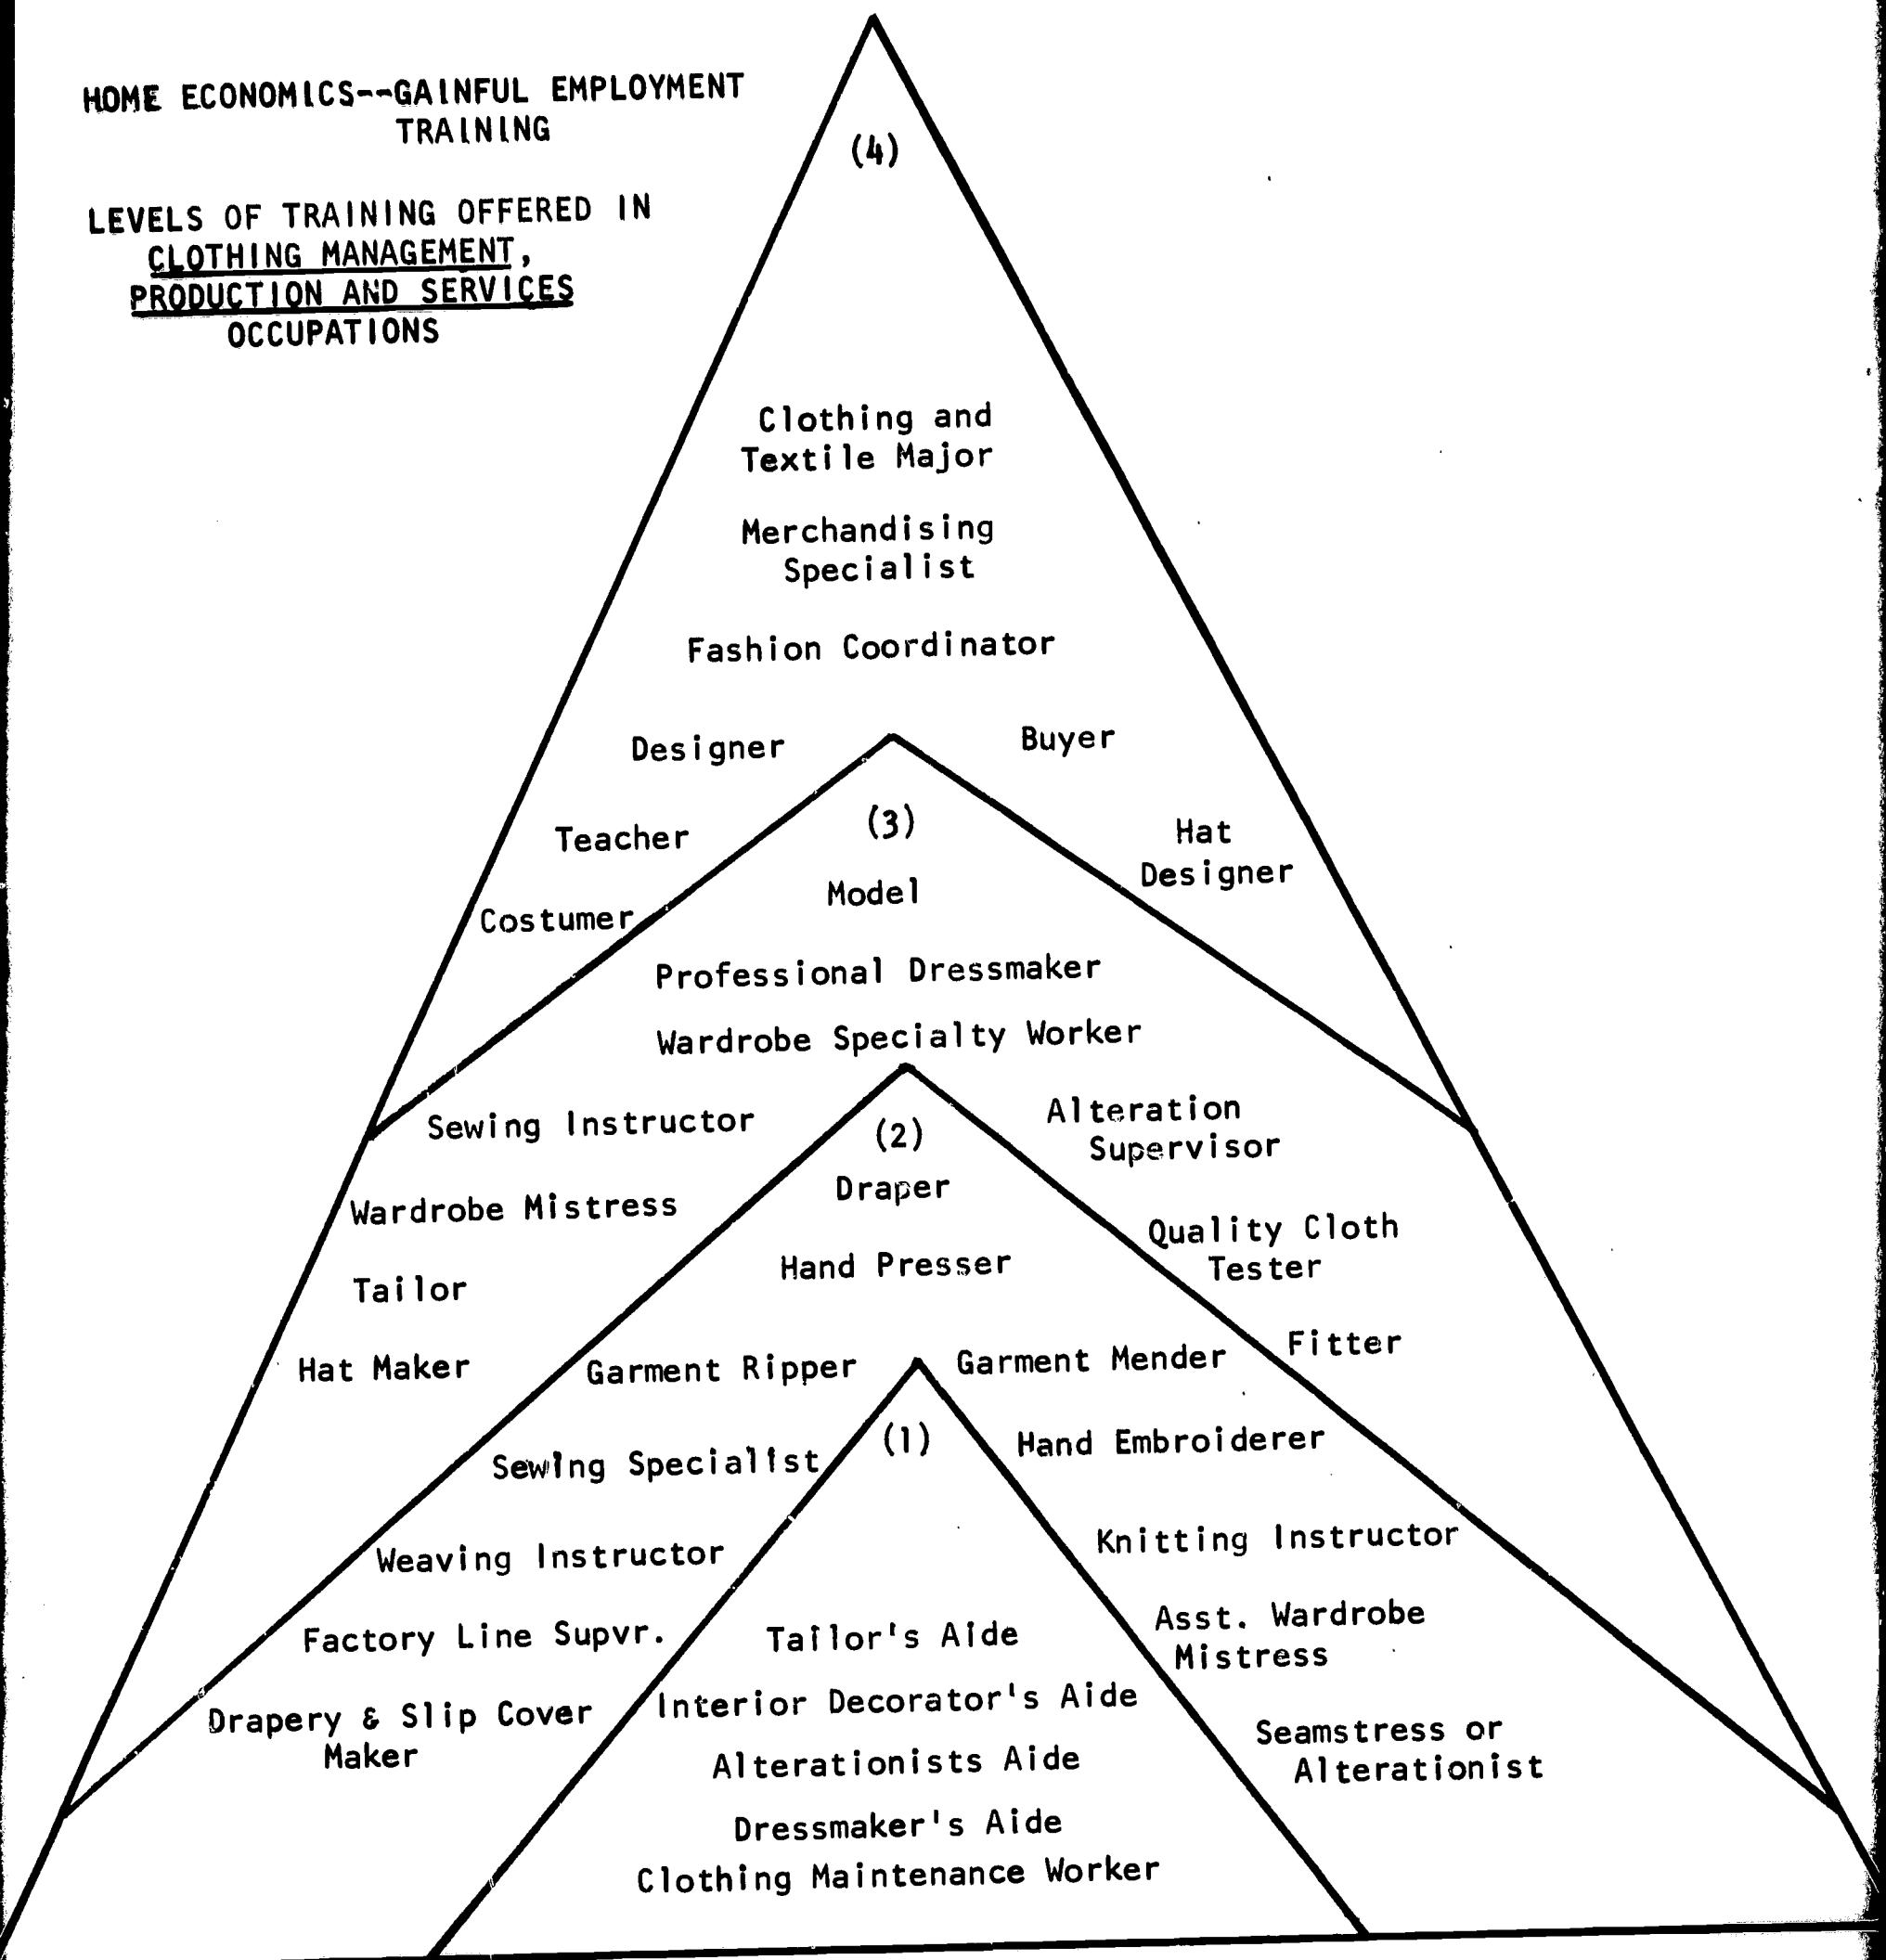 HOME ECONOMICS--GAINFUL EMPLOYMENT
TRAINING
LEVELS OF TRAINING OFFERED IN
CLOTHING MANAGEMENT,
PRODUCTION AND SERVICES
OCCUPATIONS
(4)
Clothing and
Textile Major
Merchandising
Specialist
Fashion Coordinator
Designer
Buyer
Teacher
Hat
Designer
Costumer
(3)
Model
Professional Dressmaker
Wardrobe Specialty Worker
Sewing Instructor
Alteration
Supervisor
Wardrobe Mistress
Quality Cloth
Tester
Tailor
Fitter
Hat Maker
(2)
Draper
Hand Presser
Garment Ripper
Garment Mender
Sewing Specialist
Hand Embroiderer
Weaving Instructor
Knitting Instructor
Factory Line Supvr.
Asst. Wardrobe
Mistress
Drapery & Slip Cover
Maker
Seamstress or
Alterationist
(1)
Tailor's Aide
Interior Decorator's Aide
Alterationists Aide
Dressmaker's Aide
Clothing Maintenance Worker